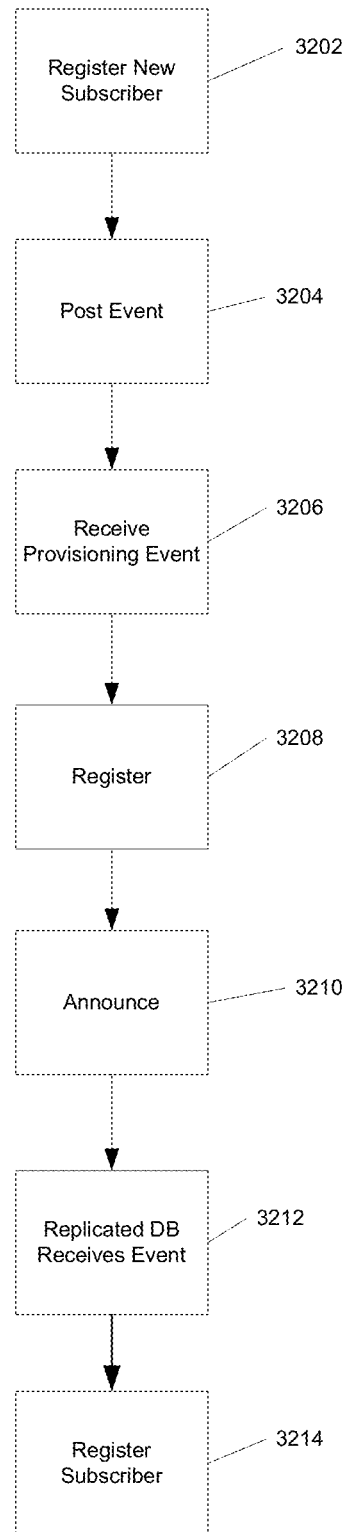 Register New
Subscriber
3202
Post Event
3204
Receive
Provisioning Event
3206
Register
3208
Announce
3210
Replicated DB
Receives Event
3212
Register
Subscriber
3214